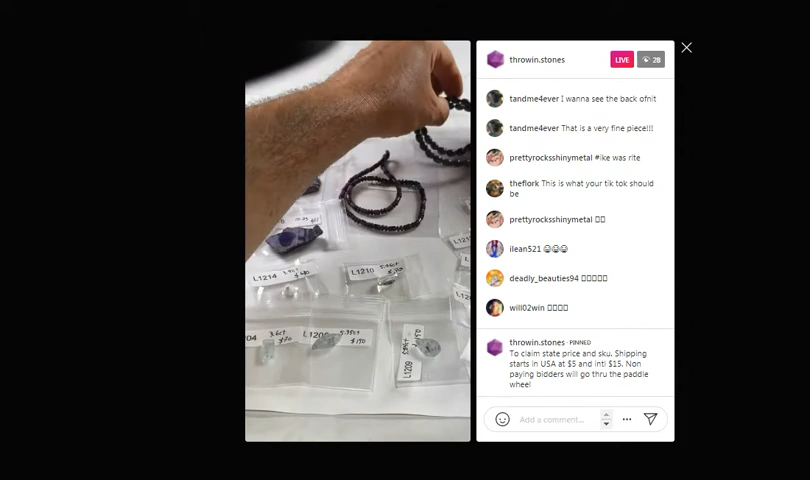 throwin.stones
LIVE
28
tandme4ever I wanna see the back ofnit
tandme4ever That is a very fine piece!!!
prettyrocksshinymetal #ike was rite
theflork This is what your tik tok should
be
prettyrocksshinymetal
ilean521
deadly_beauties94
will02win
throwin.stones · PINNED
To claim state price and sku. Shipping
starts in USA at $5 and intl $15. Non
paying bidders will go thru the paddle
wheel
Add a comment...
L1214
L1210
3.6ct
$70
5.35ct
$150
L1209